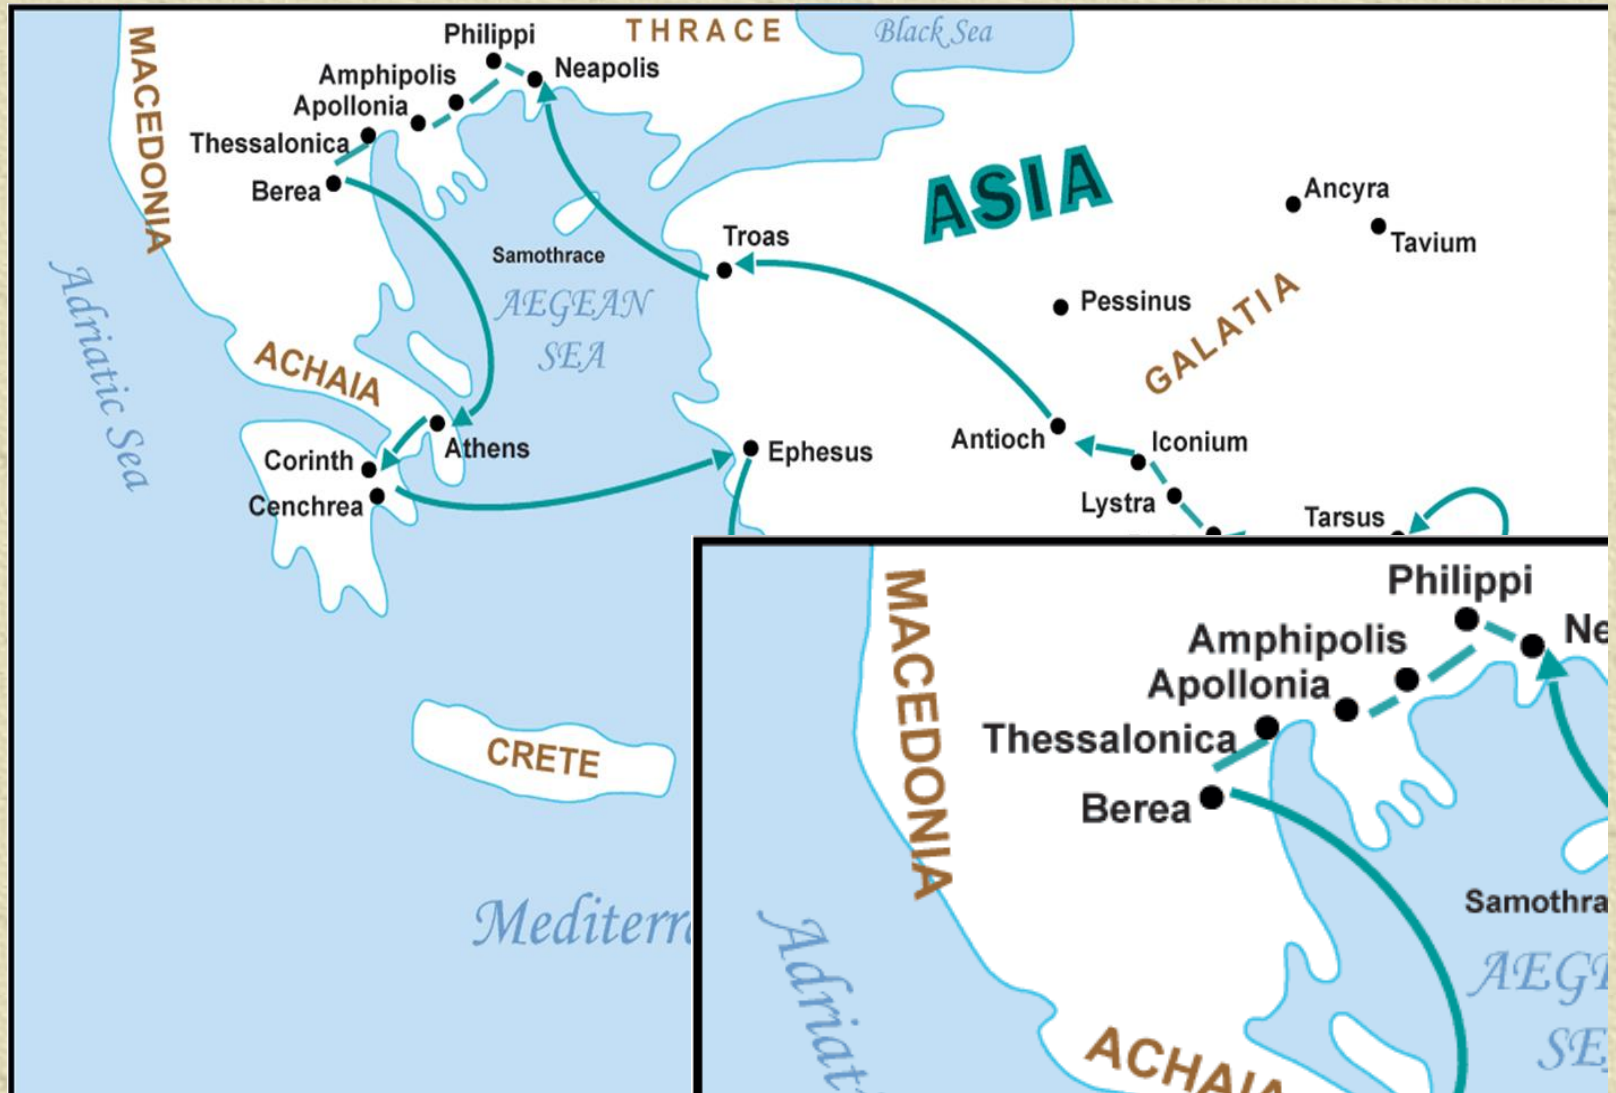 MACEDONIA
Philippi
THRACE
Black Sea
Amphipolis
Neapolis
Apollonia
Thessalonica
Berea
ASIA
Ancyra
Tavium
Troas
Samothrace
AEGEAN
SEA
Adriatic Sea
Pessinus
GALATIA
ACHAIA
Athens
Corinth
Cenchrea
Ephesus
Antioch
Iconium
Lystra
Tarsus
CRETE
Mediterra
MACEDONIA
Philippi
Ne
Amphipolis
Apollonia
Thessalonica
Berea
Samothra
AEGE
SE
Adriat
ACHAIA